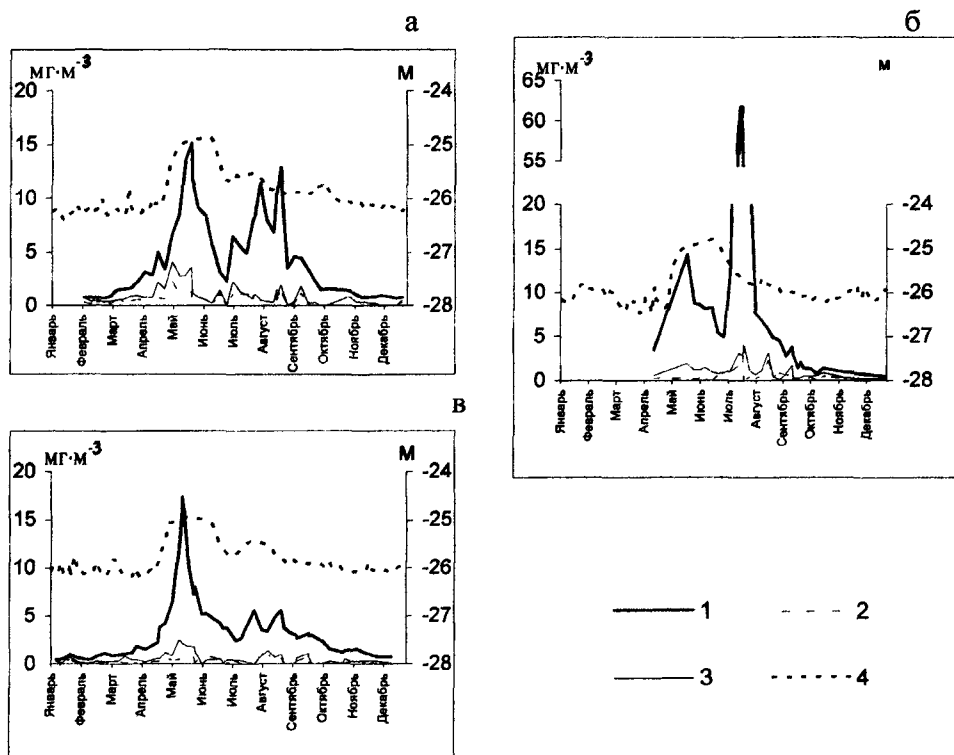 а
мг·м-3 м
20 -24
15 -25
10 -26
5 -27
0 -28
Январь Февраль Март Апрель Май Июнь Июль Август Сентябрь Октябрь Ноябрь Декабрь
б
мг·м-3 м
65
60
55
20 -24
15 -25
10 -26
5 -27
0 -28
Январь Февраль Март Апрель Май Июнь Июль Август Сентябрь Октябрь Ноябрь Декабрь
в
мг·м-3 м
20 -24
15 -25
10 -26
5 -27
0 -28
Январь Февраль Март Апрель Май Июнь Июль Август Сентябрь Октябрь Ноябрь Декабрь
1 2
3 4